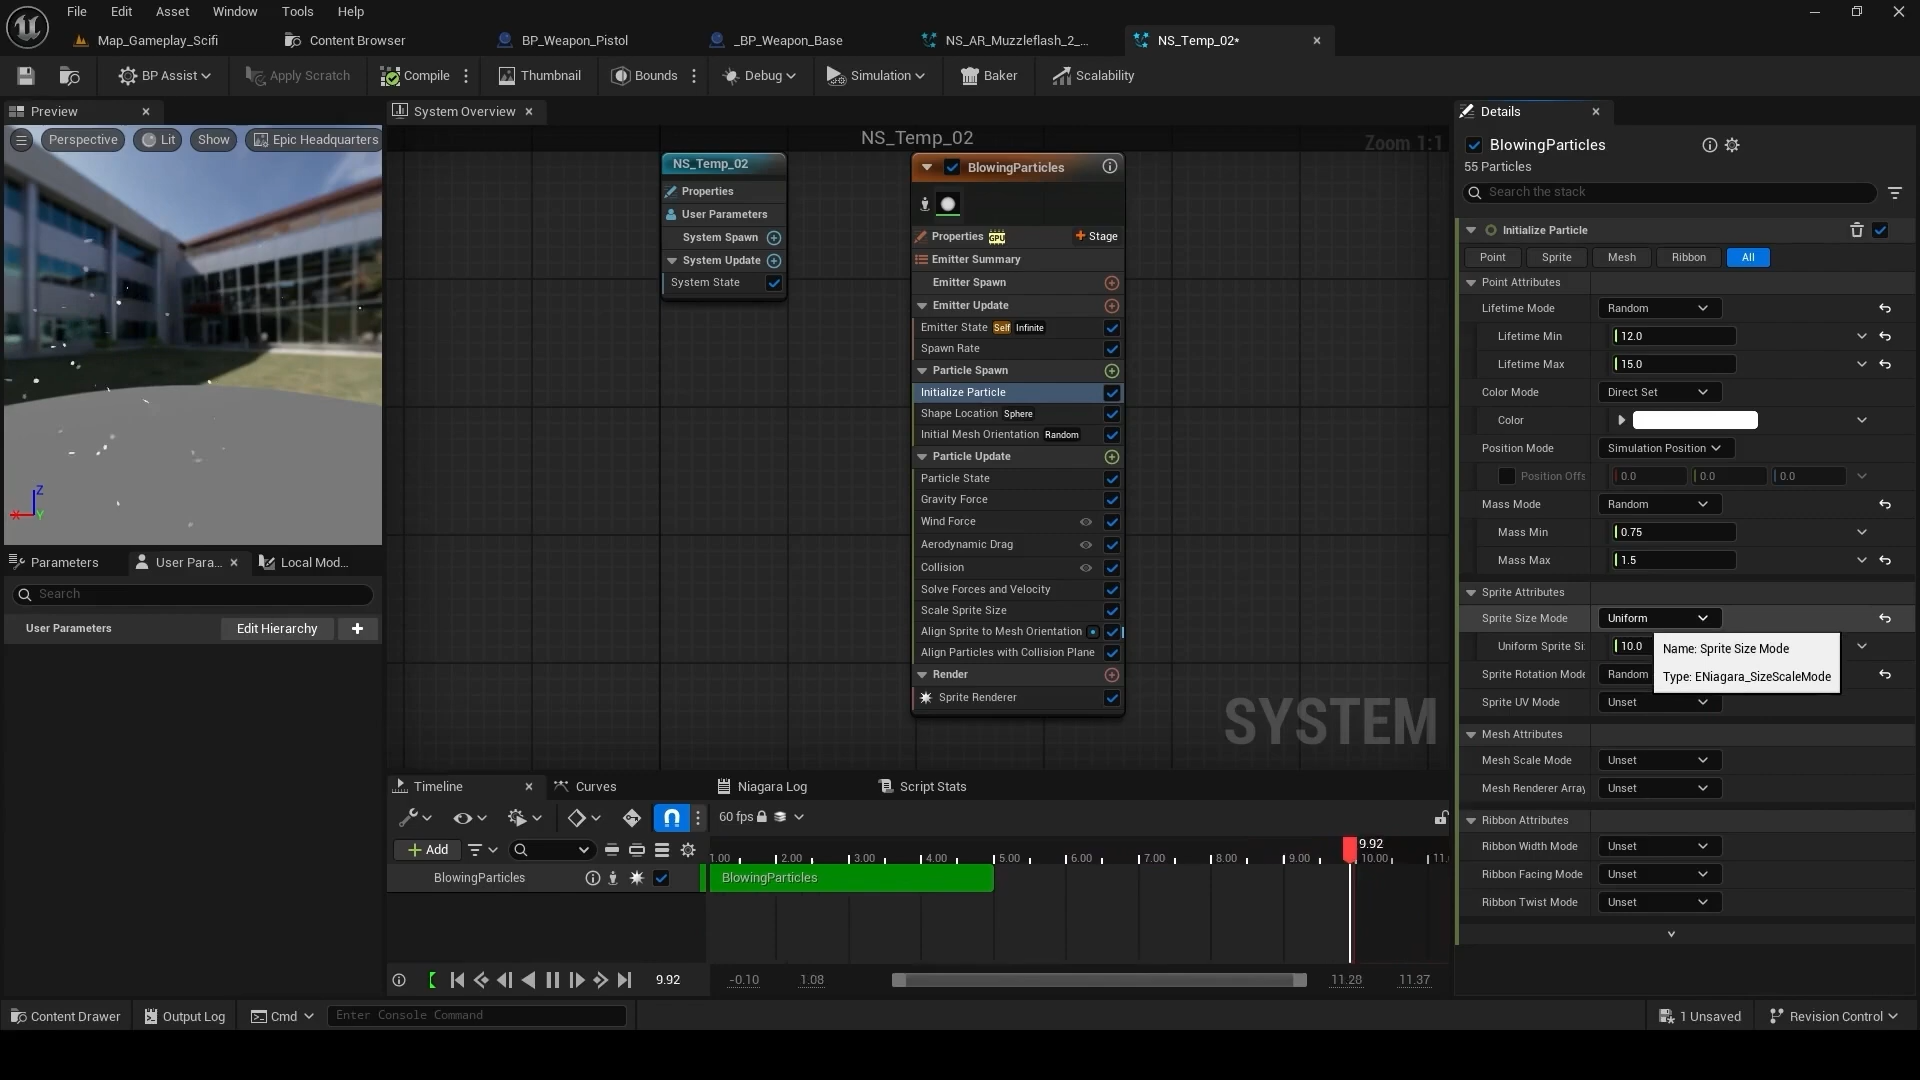 File Edit Asset Window Tools Help
Map_Gameplay_Scifi Content Browser BP_Weapon_Pistol _BP_Weapon_Base NS_AR_Muzzleflash_2_... NS_Temp_02*
BP Assist Apply Scratch Compile Thumbnail Bounds Debug Simulation Baker Scalability
Preview
Perspective Lit Show Epic Headquarters
Z
X
Y
Parameters User Para... Local Mod...
Search
User Parameters Edit Hierarchy
System Overview
NS_Temp_02
Zoom 1:1
NS_Temp_02
Properties
User Parameters
System Spawn
System Update
System State
BlowingParticles
Properties GPU Stage
Emitter Summary
Emitter Spawn
Emitter Update
Emitter State Self Infinite
Spawn Rate
Particle Spawn
Initialize Particle
Shape Location Sphere
Initial Mesh Orientation Random
Particle Update
Particle State
Gravity Force
Wind Force
Aerodynamic Drag
Collision
Solve Forces and Velocity
Scale Sprite Size
Align Sprite to Mesh Orientation
Align Particles with Collision Plane
Render
Sprite Renderer
SYSTEM
Timeline Curves Niagara Log Script Stats
60 fps
Add
9.92
1.00 2.00 3.00 4.00 5.00 6.00 7.00 8.00 9.00 10.00 11.
BlowingParticles BlowingParticles
9.92 -0.10 1.08 11.28 11.37
Details
BlowingParticles
55 Particles
Search the stack
Initialize Particle
Point Sprite Mesh Ribbon All
Point Attributes
Lifetime Mode Random
Lifetime Min 12.0
Lifetime Max 15.0
Color Mode Direct Set
Color
Position Mode Simulation Position
Position Offs 0.0 0.0 0.0
Mass Mode Random
Mass Min 0.75
Mass Max 1.5
Sprite Attributes
Sprite Size Mode Uniform
Uniform Sprite Si 10.0
Name: Sprite Size Mode
Type: ENiagara_SizeScaleMode
Sprite Rotation Mode Random
Sprite UV Mode Unset
Mesh Attributes
Mesh Scale Mode Unset
Mesh Renderer Array Unset
Ribbon Attributes
Ribbon Width Mode Unset
Ribbon Facing Mode Unset
Ribbon Twist Mode Unset
Content Drawer Output Log Cmd Enter Console Command 1 Unsaved Revision Control